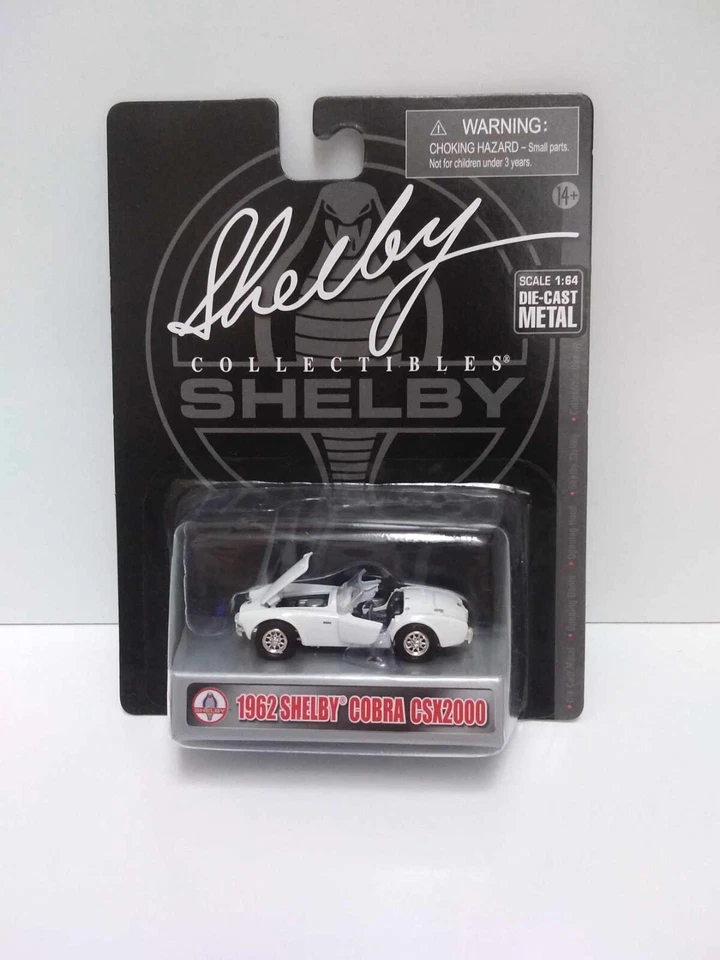 ⚠ WARNING:
CHOKING HAZARD – Small parts.
Not for children under 3 years.
14+
Shelby
COLLECTIBLES®
SHELBY
SCALE 1:64
DIE-CAST
METAL
SHELBY
1962 SHELBY® COBRA CSX2000